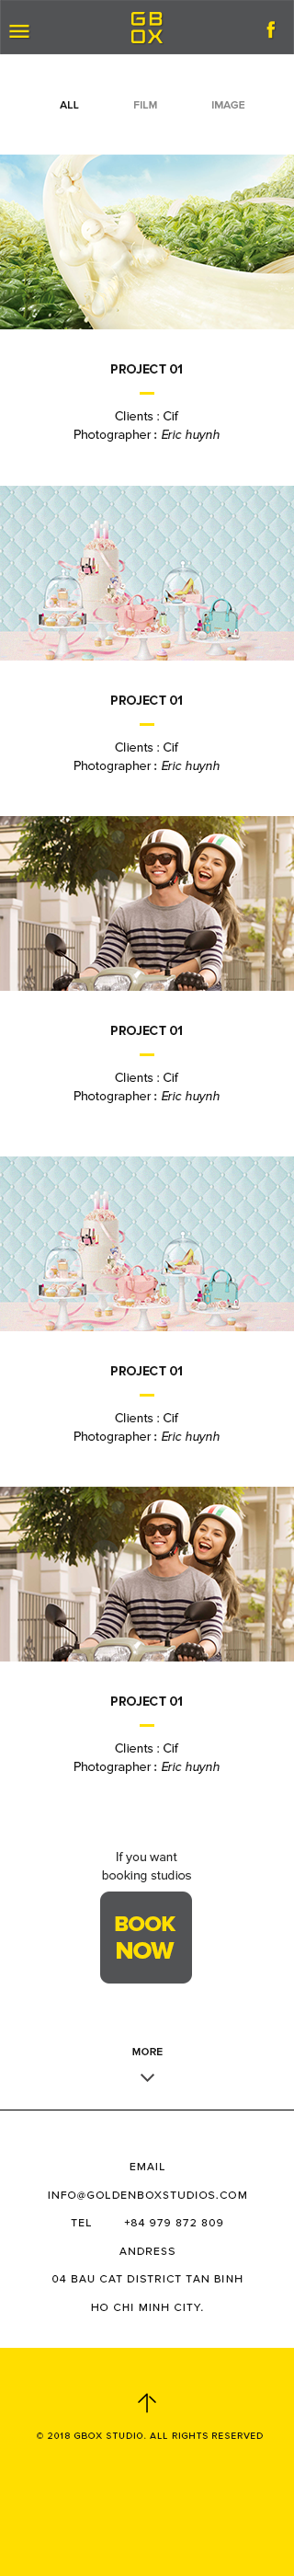 GB
OX
f
ALL FILM IMAGE
PROJECT 01
Clients : Cif
Photographer : Eric huynh
PROJECT 01
Clients : Cif
Photographer : Eric huynh
PROJECT 01
Clients : Cif
Photographer : Eric huynh
PROJECT 01
Clients : Cif
Photographer : Eric huynh
PROJECT 01
Clients : Cif
Photographer : Eric huynh
If you want
booking studios
BOOK
NOW
MORE
EMAIL
INFO@GOLDENBOXSTUDIOS.COM
TEL +84 979 872 809
ANDRESS
04 BAU CAT DISTRICT TAN BINH
HO CHI MINH CITY.
© 2018 GBOX STUDIO. ALL RIGHTS RESERVED